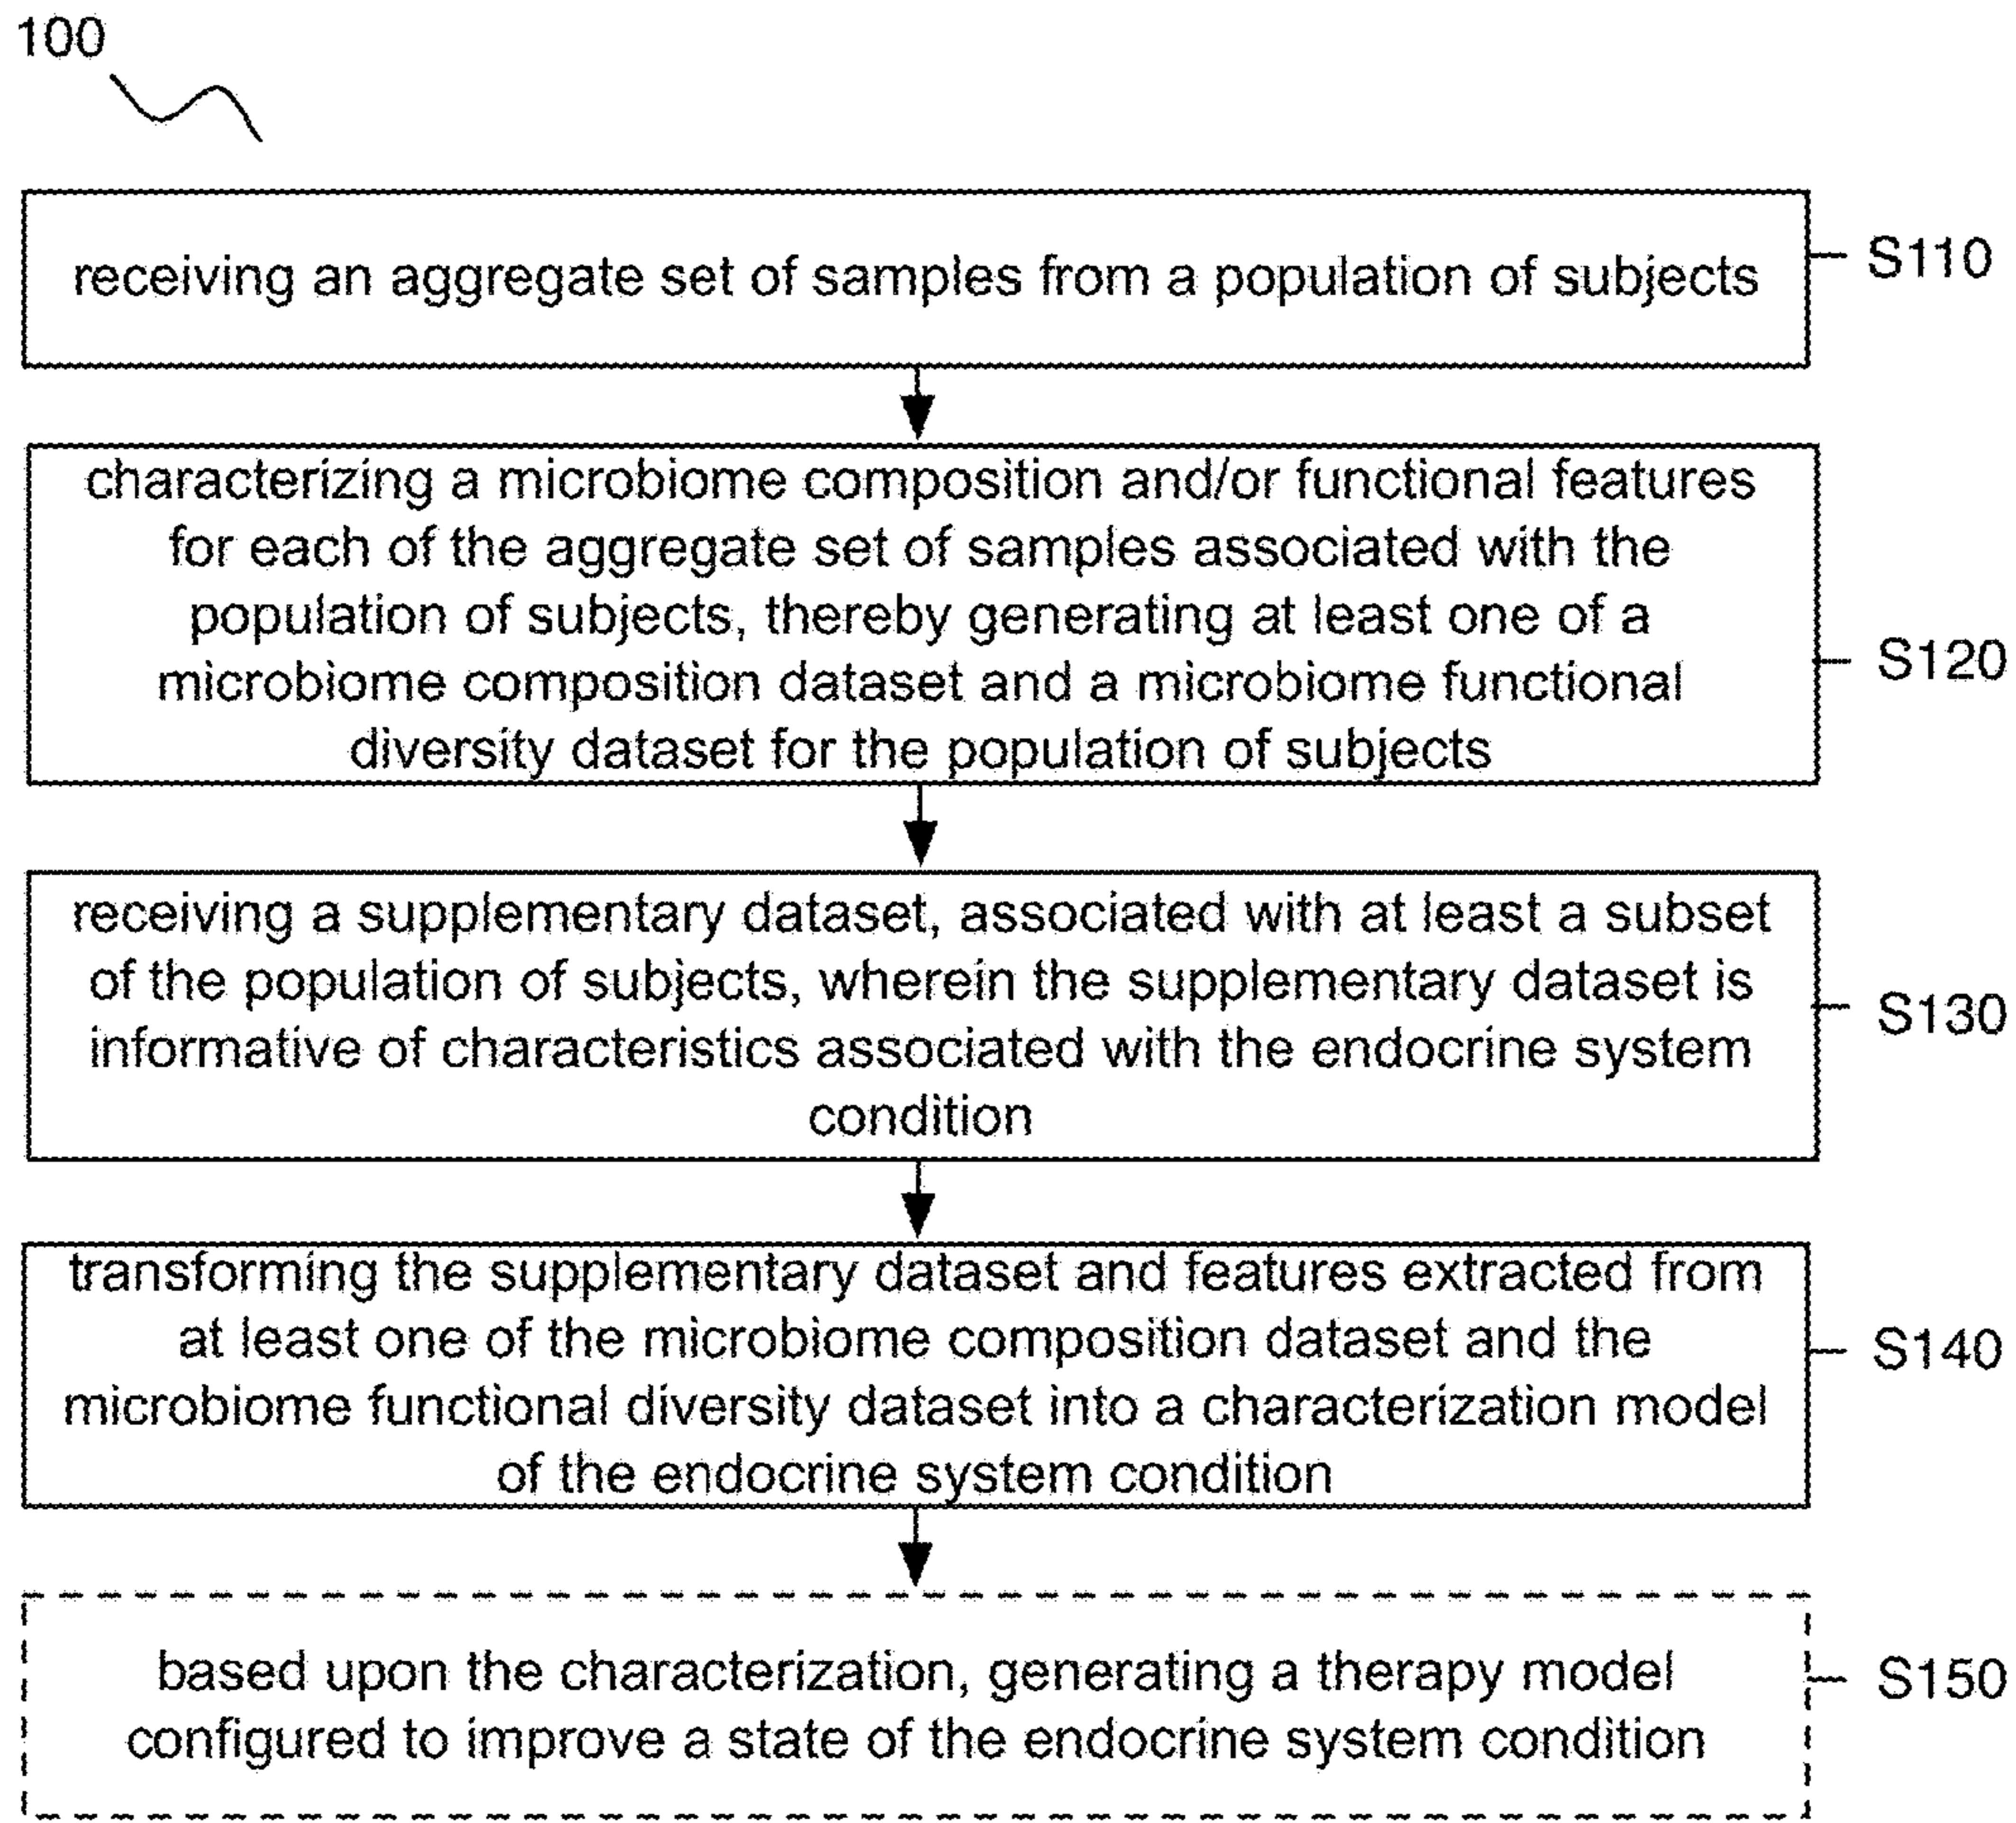 100
receiving an aggregate set of samples from a population of subjects
S110
characterizing a microbiome composition and/or functional features
for each of the aggregate set of samples associated with the
population of subjects, thereby generating at least one of a
microbiome composition dataset and a microbiome functional
diversity dataset for the population of subjects
S120
receiving a supplementary dataset, associated with at least a subset
of the population of subjects, wherein the supplementary dataset is
informative of characteristics associated with the endocrine system
condition
S130
transforming the supplementary dataset and features extracted from
at least one of the microbiome composition dataset and the
microbiome functional diversity dataset into a characterization model
of the endocrine system condition
S140
based upon the characterization, generating a therapy model
configured to improve a state of the endocrine system condition
S150